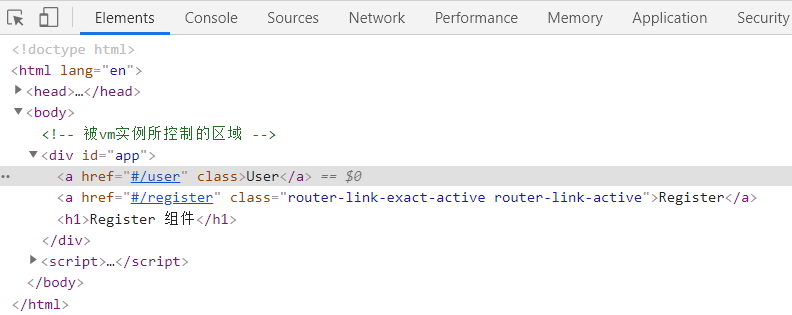 Elements Console Sources Network Performance Memory Application Security
<!doctype html>
<html lang="en">
<head>…</head>
<body>
<!-- 被vm实例所控制的区域 -->
<div id="app">
<a href="#/user" class>User</a> == $0
<a href="#/register" class="router-link-exact-active router-link-active">Register</a>
<h1>Register 组件</h1>
</div>
<script>…</script>
</body>
</html>